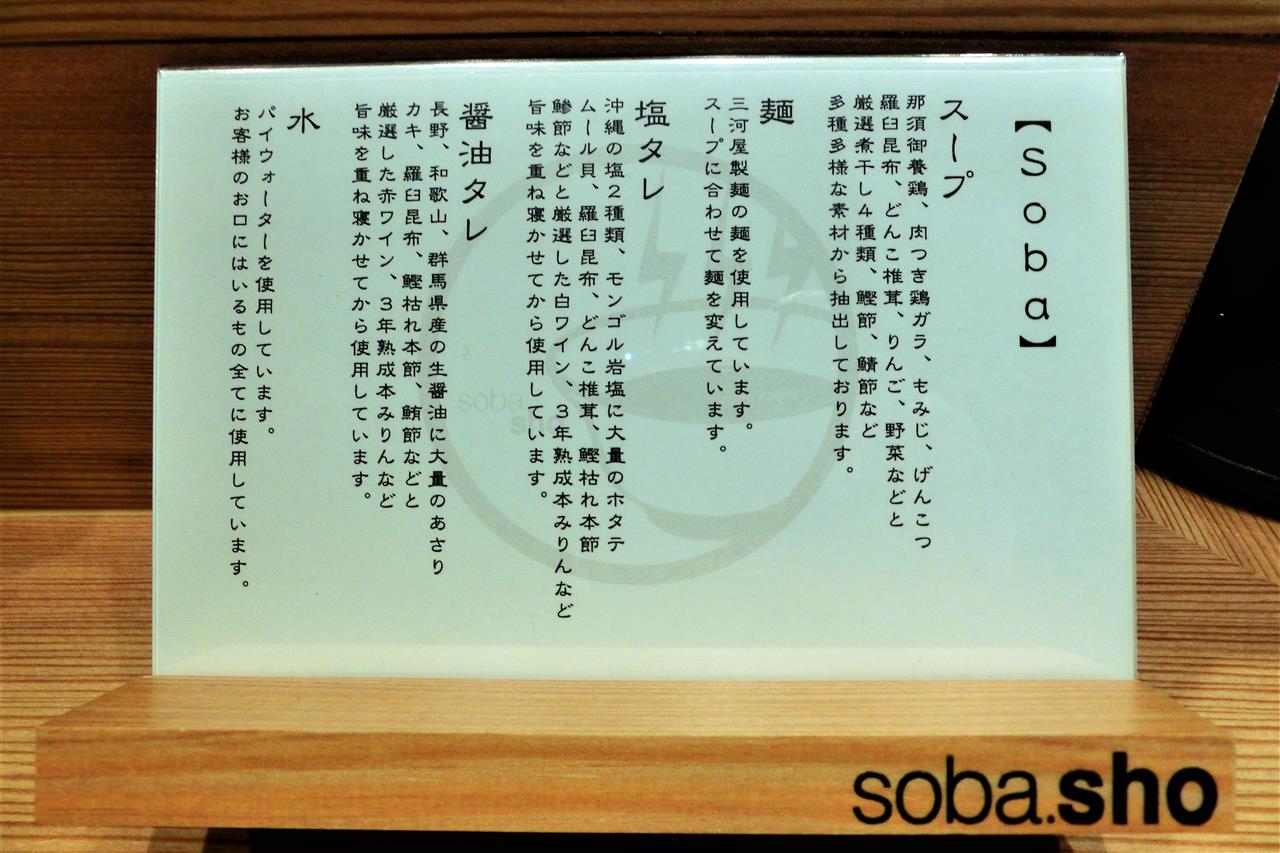 【Soba】
スープ
那須御養鶏、肉つき鶏ガラ、もみじ、げんこつ
羅臼昆布、どんこ椎茸、りんご、野菜などと
厳選煮干し4種類、鰹節、鯖節など
多種多様な素材から抽出しております。
麺
三河屋製麺の麺を使用しています。
スープに合わせて麺を変えています。
塩タレ
沖縄の塩2種類、モンゴル岩塩に大量のホタテ
ムール貝、羅臼昆布、どんこ椎茸、鰹枯れ本節
鯵節などと厳選した白ワイン、3年熟成本みりんなど
旨味を重ね寝かせてから使用しています。
醤油タレ
長野、和歌山、群馬県産の生醤油に大量のあさり
カキ、羅臼昆布、鰹枯れ本節、鮪節などと
厳選した赤ワイン、3年熟成本みりんなど
旨味を重ね寝かせてから使用しています。
水
バイウォーターを使用しています。
お客様のお口にはいるもの全てに使用しています。
soba
sho
soba.sho